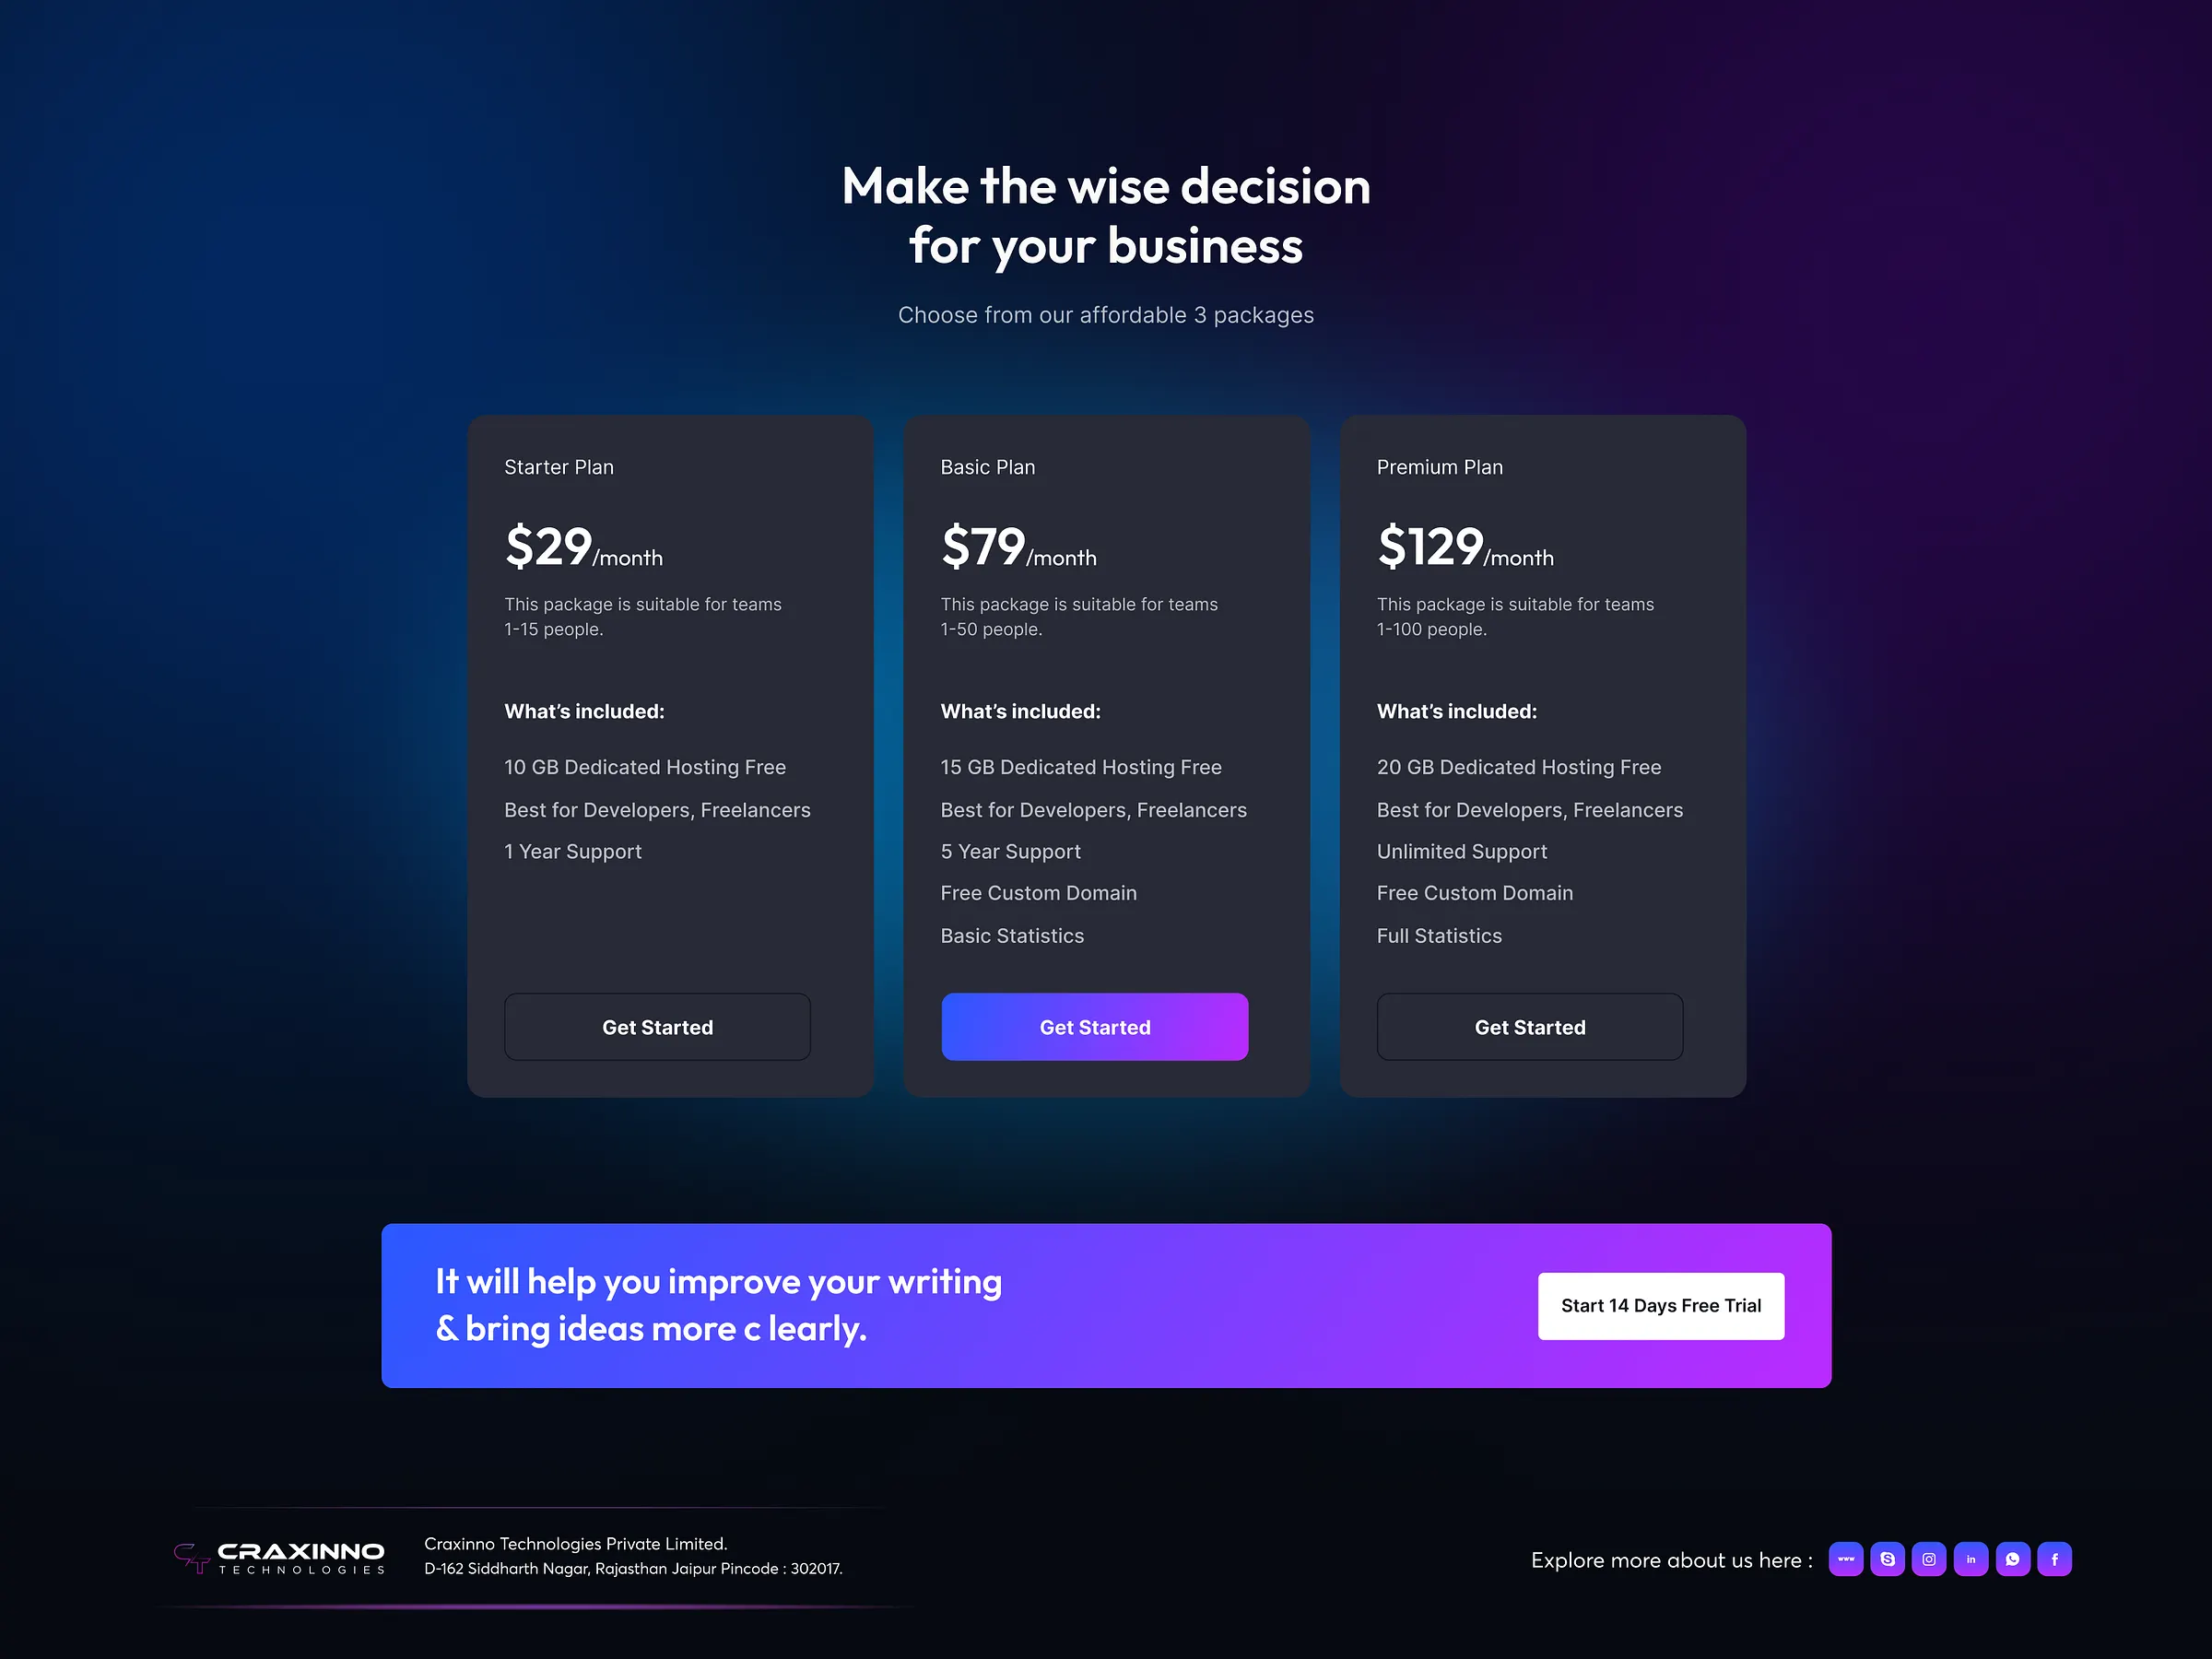 Make the wise decision
for your business
Choose from our affordable 3 packages
Starter Plan
$29/month
This package is suitable for teams
1-15 people.
What’s included:
10 GB Dedicated Hosting Free
Best for Developers, Freelancers
1 Year Support
Get Started
Basic Plan
$79/month
This package is suitable for teams
1-50 people.
What’s included:
15 GB Dedicated Hosting Free
Best for Developers, Freelancers
5 Year Support
Free Custom Domain
Basic Statistics
Get Started
Premium Plan
$129/month
This package is suitable for teams
1-100 people.
What’s included:
20 GB Dedicated Hosting Free
Best for Developers, Freelancers
Unlimited Support
Free Custom Domain
Full Statistics
Get Started
It will help you improve your writing
& bring ideas more c learly.
Start 14 Days Free Trial
CRAXINNO
TECHNOLOGIES
Craxinno Technologies Private Limited.
D-162 Siddharth Nagar, Rajasthan Jaipur Pincode : 302017.
Explore more about us here :
www
in
f